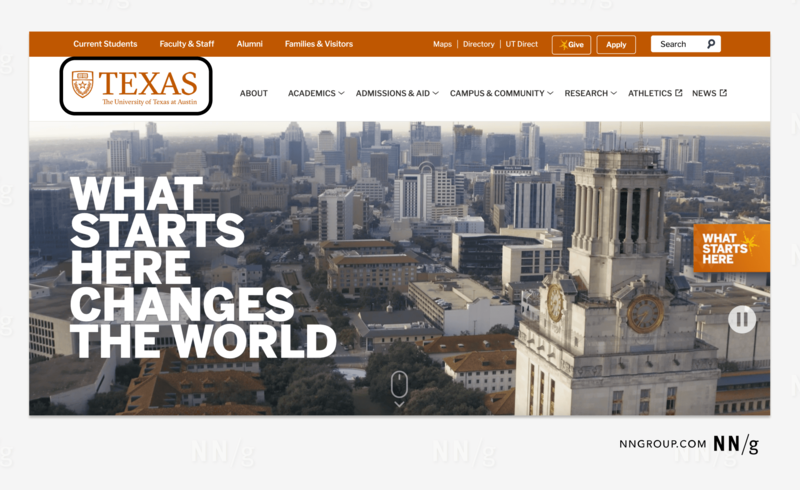 Current Students Faculty & Staff Alumni Families & Visitors Maps | Directory | UT Direct Give Apply Search
TEXAS
The University of Texas at Austin
ABOUT ACADEMICS ADMISSIONS & AID CAMPUS & COMMUNITY RESEARCH ATHLETICS NEWS
WHAT
STARTS
HERE
CHANGES
THE WORLD
WHAT
STARTS
HERE
NNGROUP.COM NN/g